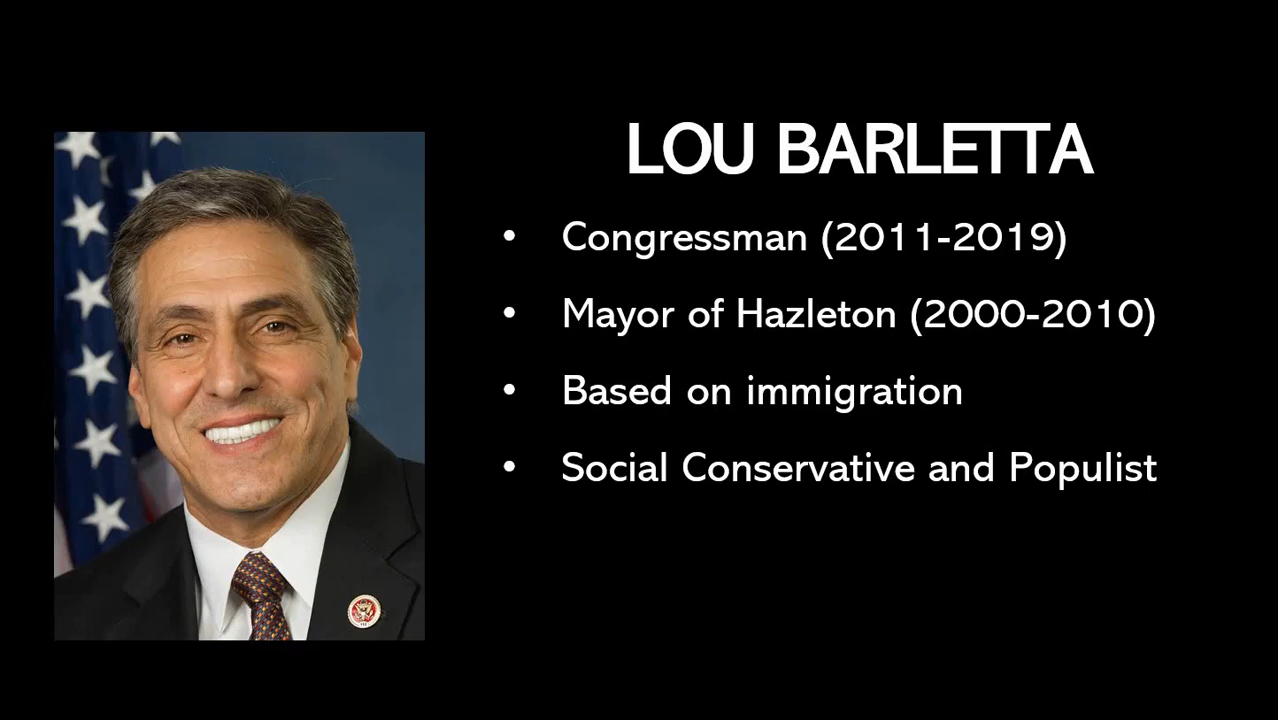 LOU BARLETTA
• Congressman (2011-2019)
• Mayor of Hazleton (2000-2010)
• Based on immigration
• Social Conservative and Populist